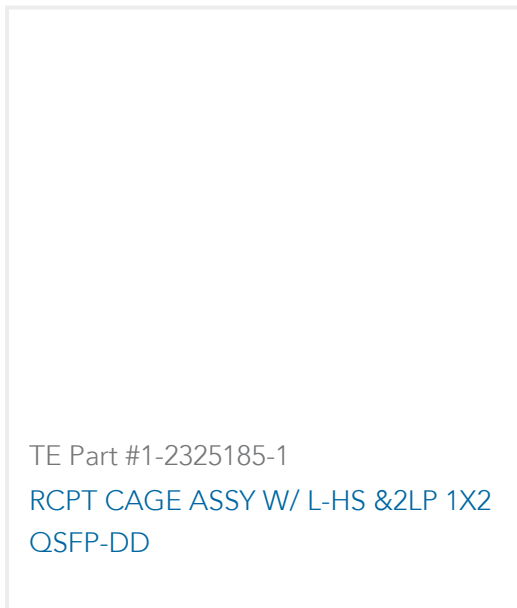 TE Part #1-2325185-1
RCPT CAGE ASSY W/ L-HS &2LP 1X2
QSFP-DD